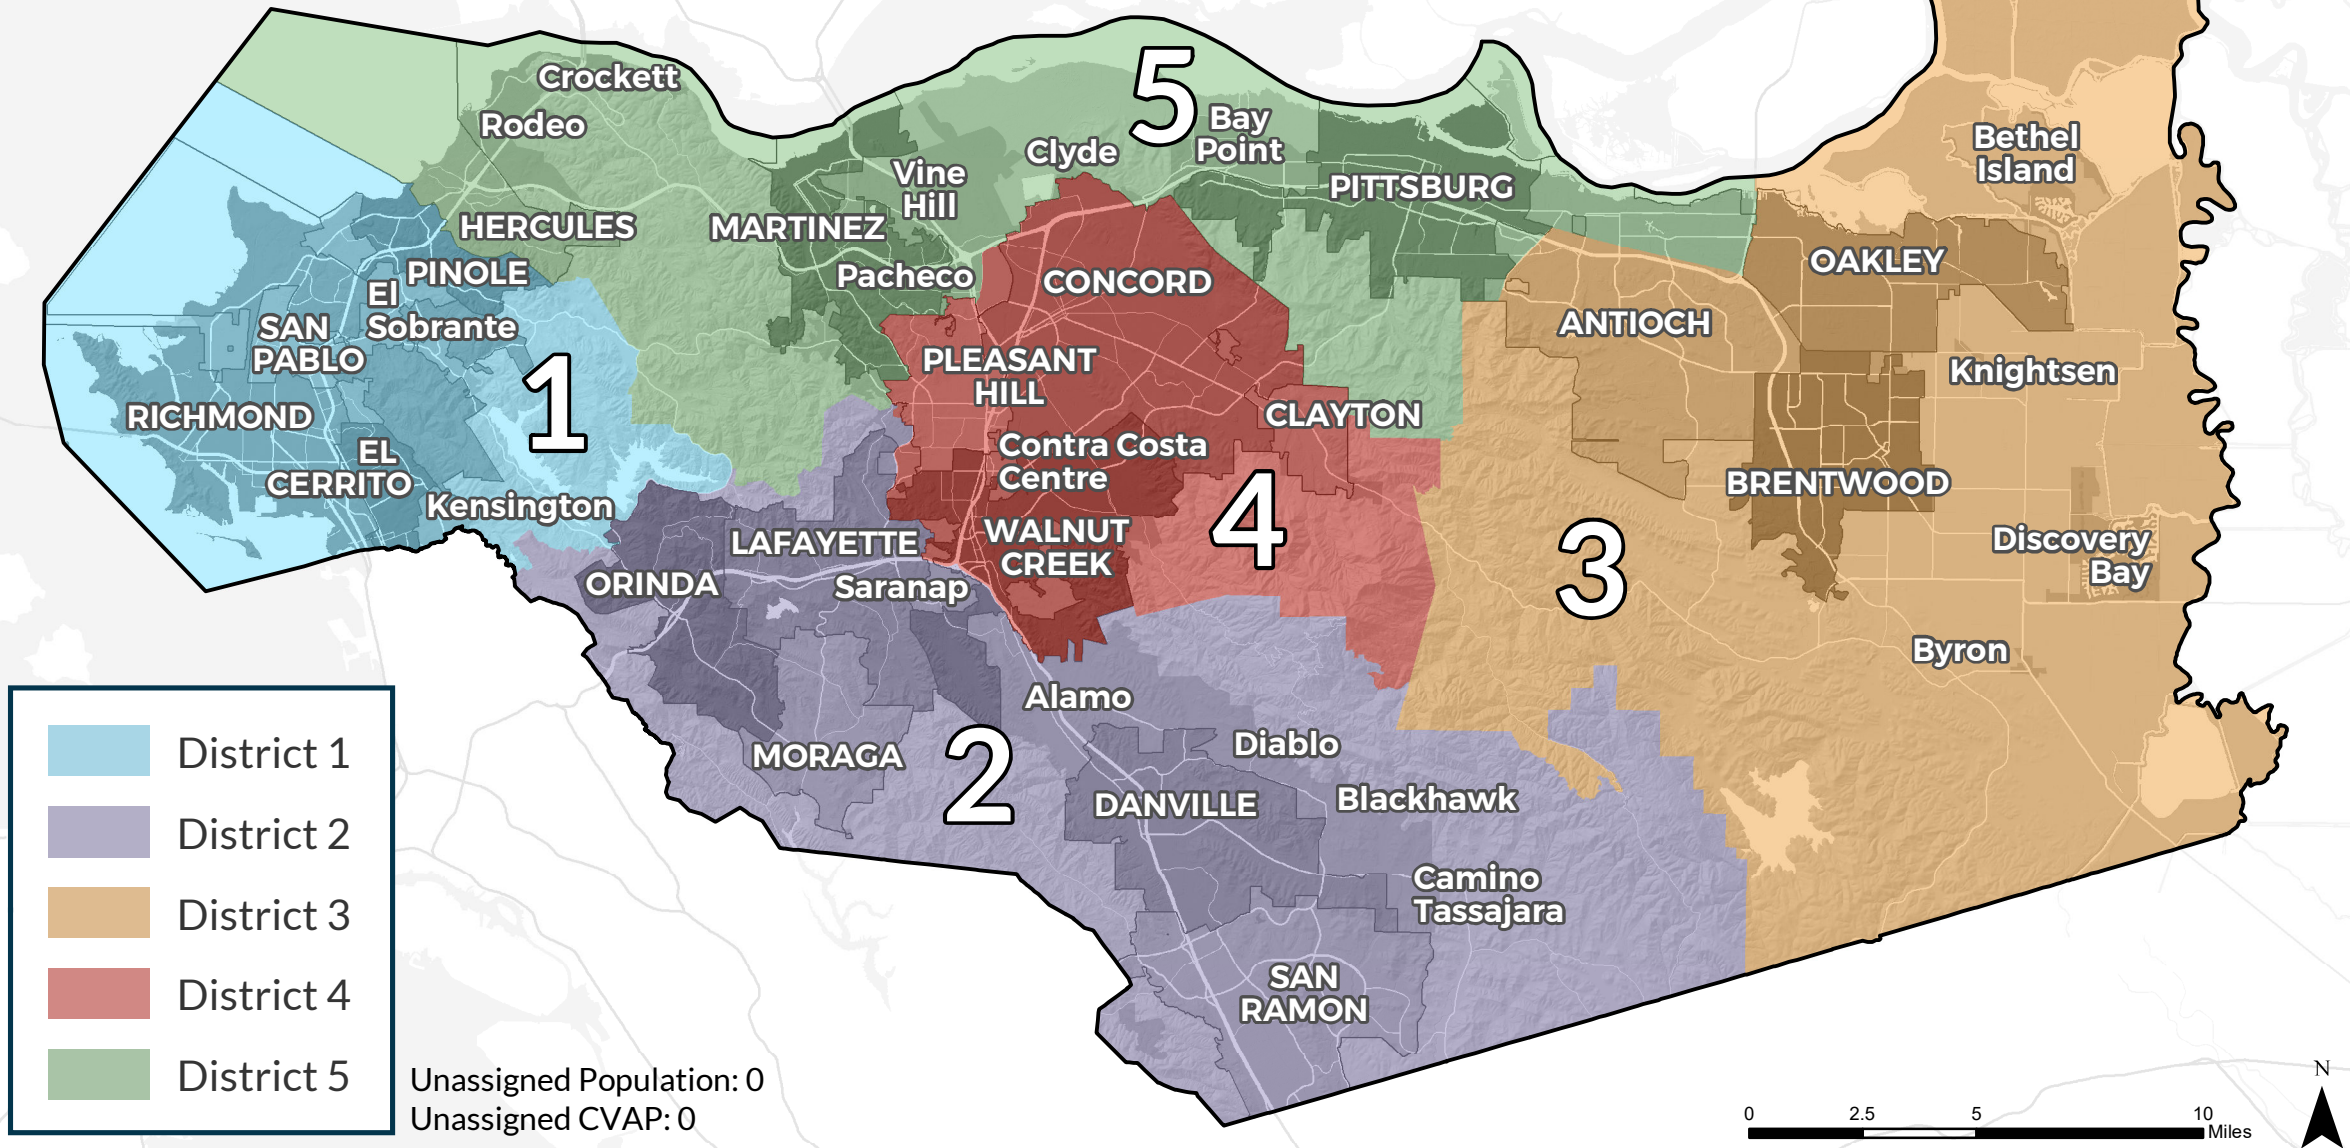 Crockett
Rodeo
5
Bay
Point
Clyde
Vine
Hill
PITTSBURG
Bethel
Island
HERCULES
MARTINEZ
PINOLE
Pacheco
CONCORD
OAKLEY
El
Sobrante
SAN
PABLO
ANTIOCH
1
PLEASANT
HILL
Knightsen
RICHMOND
CLAYTON
EL
CERRITO
Contra Costa
Centre
BRENTWOOD
Kensington
4
LAFAYETTE
WALNUT
CREEK
3
Discovery
Bay
ORINDA
Saranap
Byron
Alamo
MORAGA
2
Diablo
DANVILLE
Blackhawk
Camino
Tassajara
SAN
RAMON
District 1
District 2
District 3
District 4
District 5
Unassigned Population: 0
Unassigned CVAP: 0
0 2.5 5 10
Miles
N